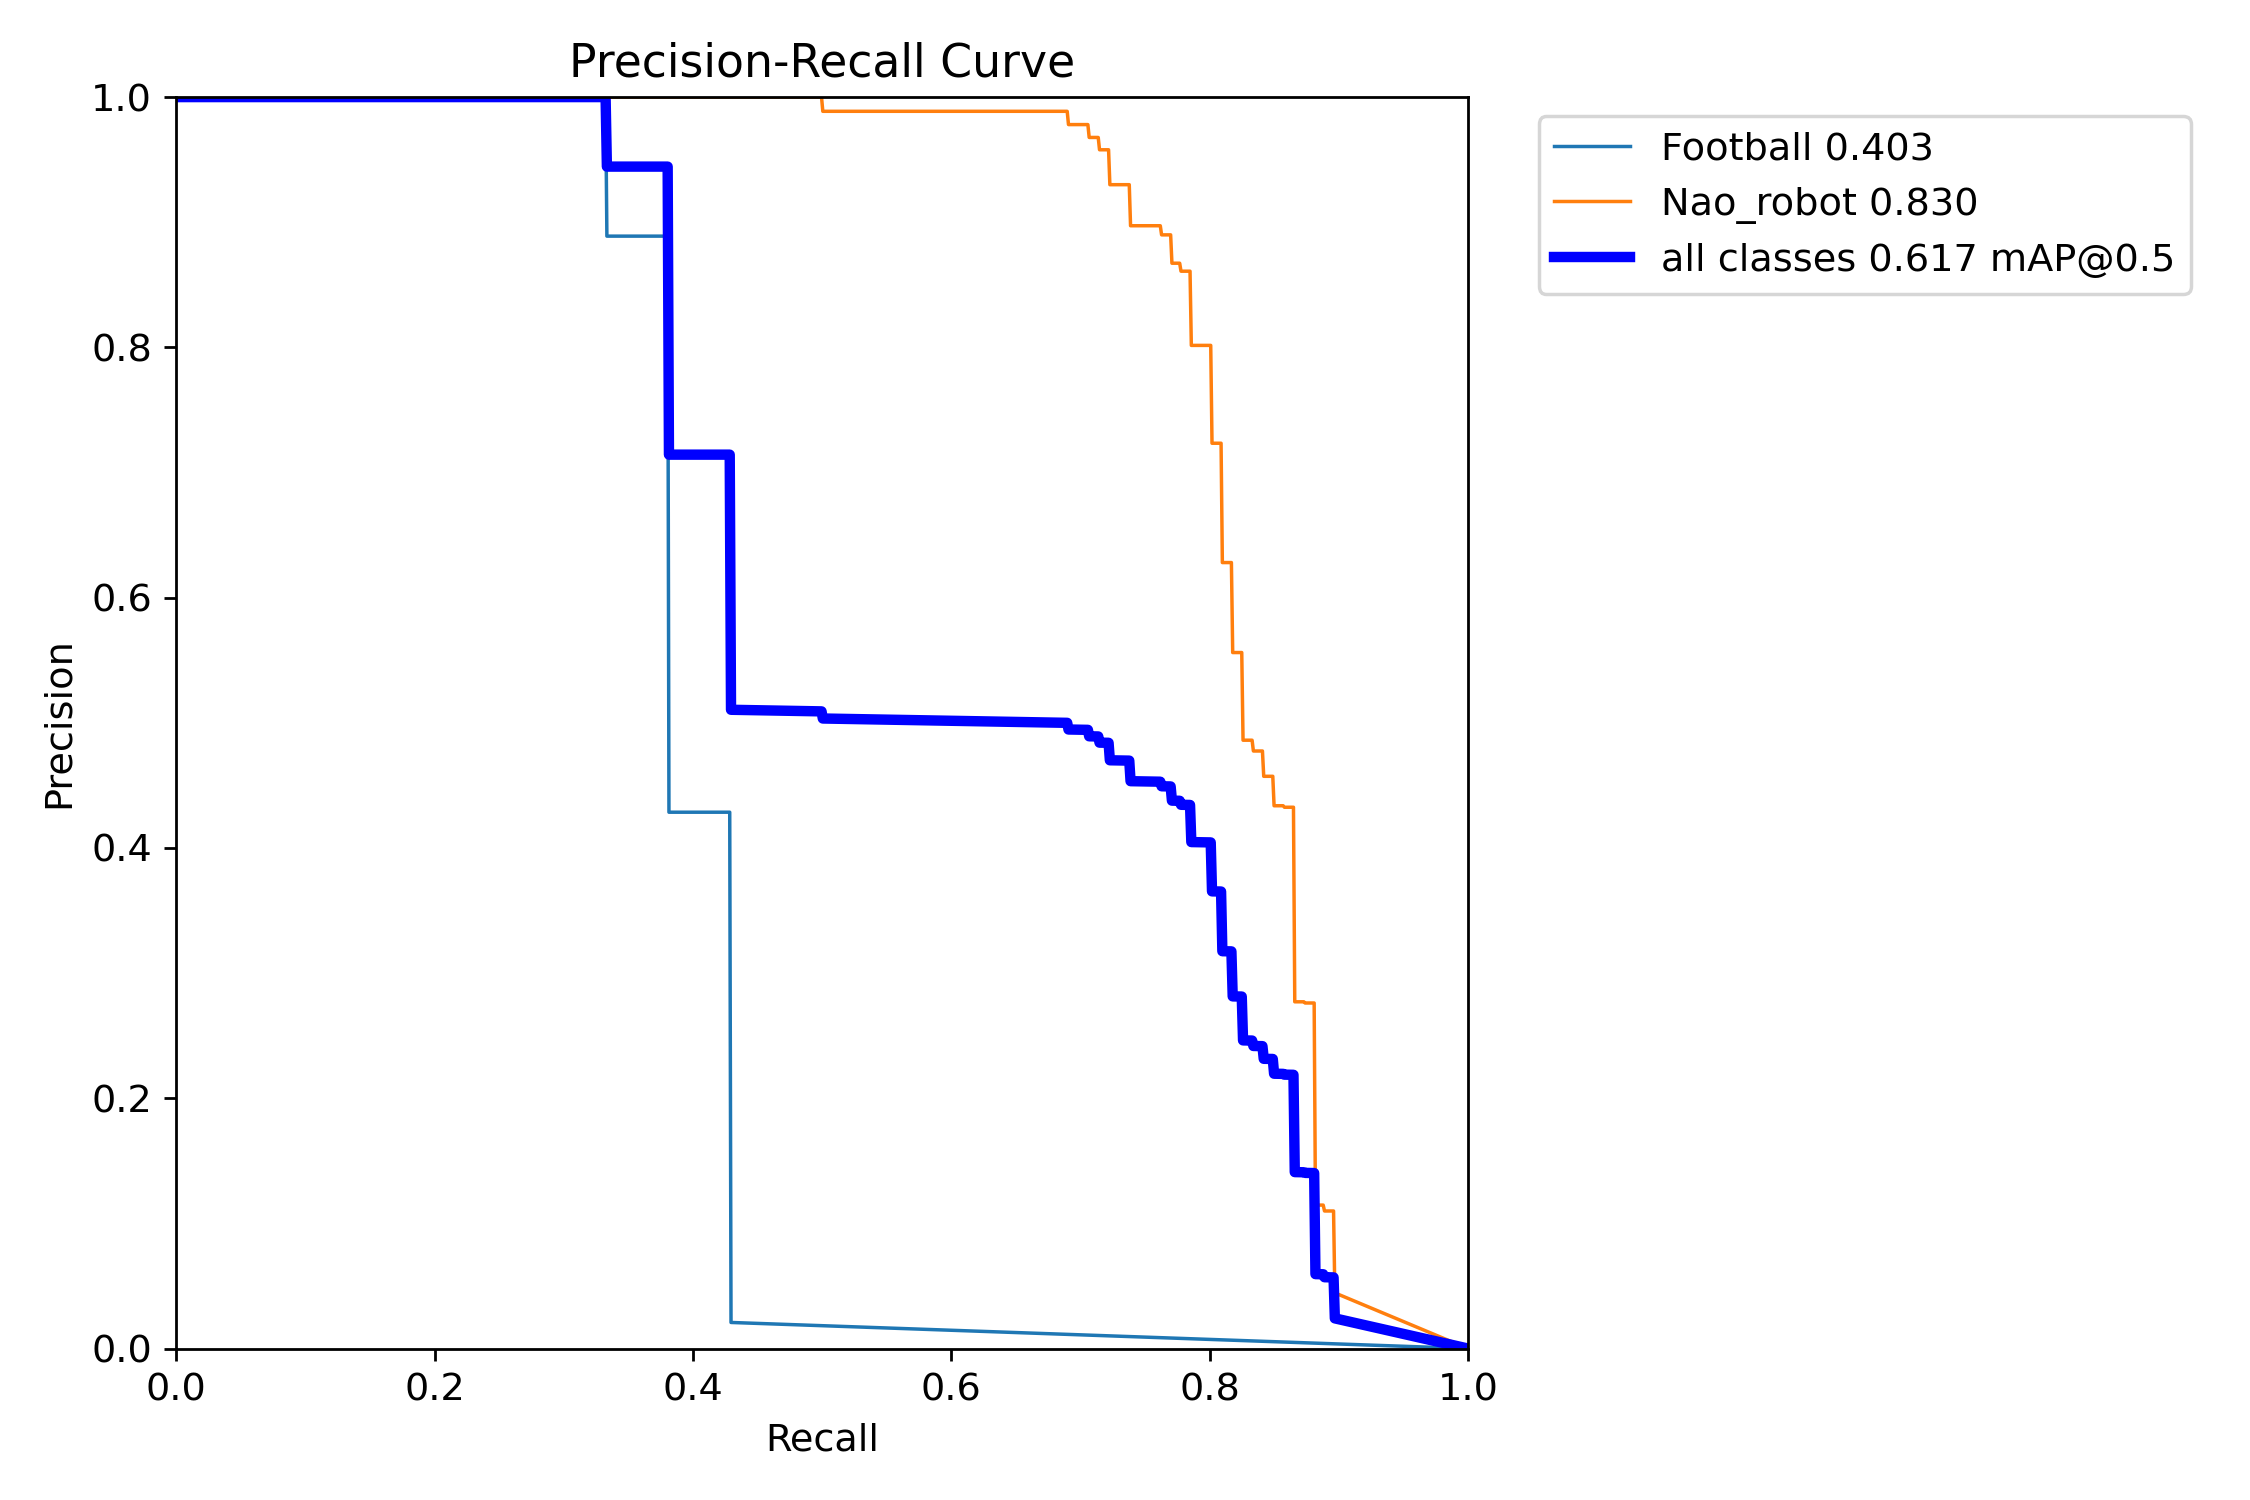 Precision-Recall Curve
1.0
0.8
0.6
0.4
0.2
0.0
Precision
0.0 0.2 0.4 0.6 0.8 1.0
Recall
Football 0.403
Nao_robot 0.830
all classes 0.617 mAP@0.5